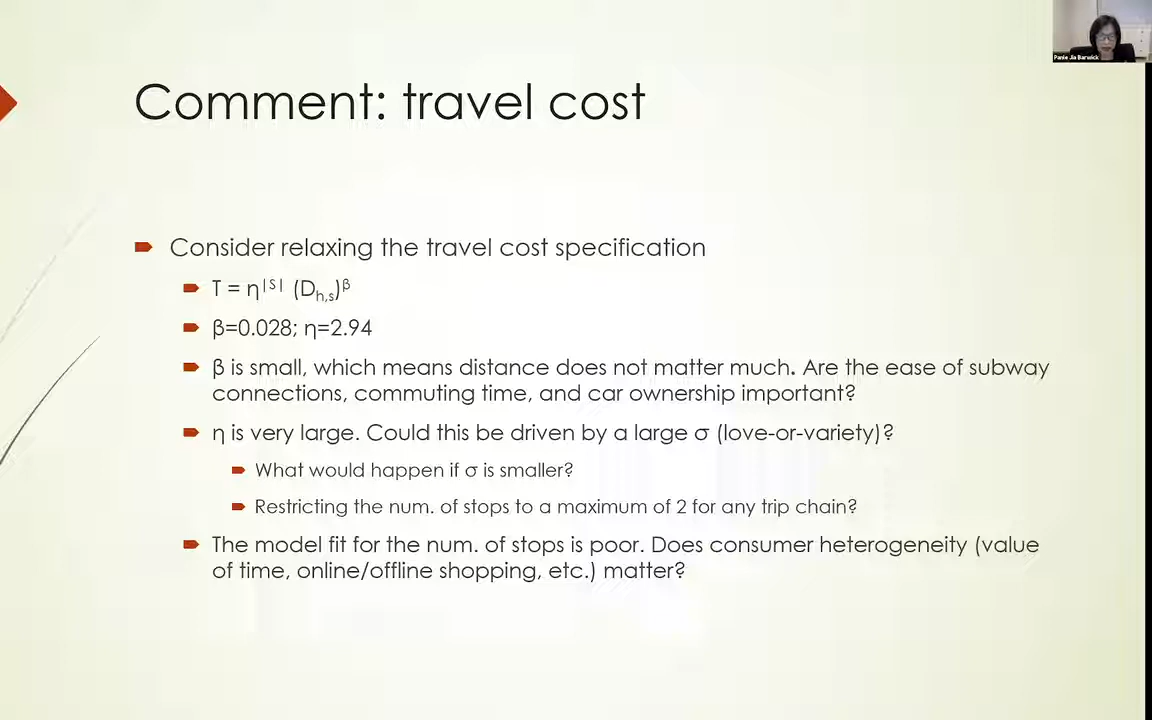 Panle Jia Barwick
Comment: travel cost
Consider relaxing the travel cost specification
T = η^|S| (D_h,s)^β
β=0.028; η=2.94
β is small, which means distance does not matter much. Are the ease of subway
connections, commuting time, and car ownership important?
η is very large. Could this be driven by a large σ (love-or-variety)?
What would happen if σ is smaller?
Restricting the num. of stops to a maximum of 2 for any trip chain?
The model fit for the num. of stops is poor. Does consumer heterogeneity (value
of time, online/offline shopping, etc.) matter?